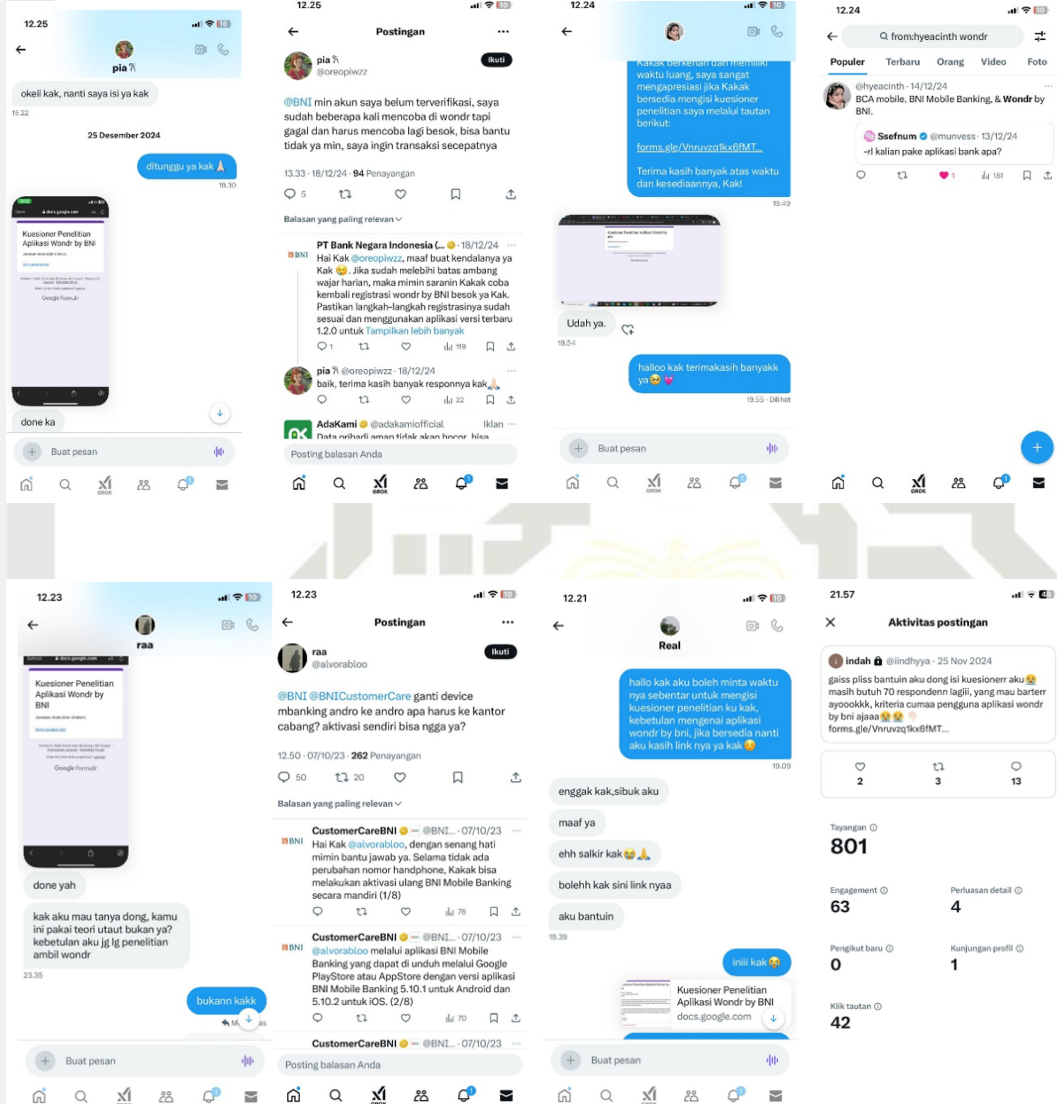 12.25
pia
okeii kak, nanti saya isi ya kak
15.22
25 Desember 2024
ditunggu ya kak
19.30
Kuesioner Penelitian
Aplikasi Wondr by BNI
Google Formulir
done ka
Buat pesan
GROK
12.25
Postingan
pia
@oreopiwzz
Ikuti
@BNI min akun saya belum terverifikasi, saya
sudah beberapa kali mencoba di wondr tapi
gagal dan harus mencoba lagi besok, bisa bantu
tidak ya min, saya ingin transaksi secepatnya
13.33 · 18/12/24 · 94 Penayangan
5
Balasan yang paling relevan
PT Bank Negara Indonesia (... · 18/12/24
BNI
Hai Kak @oreopiwzz, maaf buat kendalanya ya
Kak 😢. Jika sudah melebihi batas ambang
wajar harian, maka mimin saranin Kakak coba
kembali registrasi wondr by BNI besok ya Kak.
Pastikan langkah-langkah registrasinya sudah
sesuai dan menggunakan aplikasi versi terbaru
1.2.0 untuk Tampilkan lebih banyak
1 119
pia @oreopiwzz · 18/12/24
baik, terima kasih banyak responnya kak🙏🏻
22
AdaKami @adakamiofficial Iklan
Data pribadi aman tidak akan bocor, bisa
Posting balasan Anda
GROK
12.24
Kakak berkenan dan memiliki
waktu luang, saya sangat
mengapresiasi jika Kakak
bersedia mengisi kuesioner
penelitian saya melalui tautan
berikut:
forms.gle/Vnruvzq1kx6fMT...
Terima kasih banyak atas waktu
dan kesediaannya, Kak!
19.49
Udah ya.
19.54
halloo kak terimakasih banyakk
ya🥹💗
19.55 · Dilihat
Buat pesan
GROK
12.24
from:hyeacinth wondr
Populer Terbaru Orang Video Foto
@hyeacinth · 14/12/24
BCA mobile, BNI Mobile Banking, & Wondr by
BNI.
Ssefnum @munvess · 13/12/24
-rl kalian pake aplikasi bank apa?
1 181
GROK
12.23
raa
Kuesioner Penelitian
Aplikasi Wondr by
BNI
Google Formulir
done yah
kak aku mau tanya dong, kamu
ini pakai teori utaut bukan ya?
kebetulan aku jg lg penelitian
ambil wondr
23.35
bukann kakk
Buat pesan
12.23
Postingan
raa
@alvorabloo
Ikuti
@BNI @BNICustomerCare ganti device
mbanking andro ke andro apa harus ke kantor
cabang? aktivasi sendiri bisa ngga ya?
12.50 · 07/10/23 · 262 Penayangan
50 20
Balasan yang paling relevan
CustomerCareBNI @BNI_ · 07/10/23
BNI
Hai Kak @alvorabloo, dengan senang hati
mimin bantu jawab ya. Selama tidak ada
perubahan nomor handphone, Kakak bisa
melakukan aktivasi ulang BNI Mobile Banking
secara mandiri (1/8)
76
CustomerCareBNI @BNI... · 07/10/23
BNI
@alvorabloo melalui aplikasi BNI Mobile
Banking yang dapat di unduh melalui Google
PlayStore atau AppStore dengan versi aplikasi
BNI Mobile Banking 5.10.1 untuk Android dan
5.10.2 untuk iOS. (2/8)
70
CustomerCareBNI @BNI... · 07/10/23
Posting balasan Anda
12.21
Real
hallo kak aku boleh minta waktu
nya sebentar untuk mengisi
kuesioner penelitian ku kak,
kebetulan mengenai aplikasi
wondr by bni, jika bersedia nanti
aku kasih link nya ya kak
19.09
enggak kak,sibuk aku
maaf ya
ehh salkir kak😭🙏
bolehh kak sini link nyaa
aku bantuin
19.39
iniii kak
Kuesioner Penelitian
Aplikasi Wondr by BNI
docs.google.com
Buat pesan
21.57
Aktivitas postingan
indah @iindhyya · 25 Nov 2024
gaiss pliss bantuin aku dong isi kuesionerr aku😭
masih butuh 70 respondenn lagiii, yang mau barterr
ayoookkk, kriteria cumaa pengguna aplikasi wondr
by bni ajaaa😭😭👇🏻
forms.gle/Vnruvzq1kx6fMT...
2 3 13
Tayangan
801
Engagement Perluasan detail
63 4
Pengikut baru Kunjungan profil
0 1
Klik tautan
42